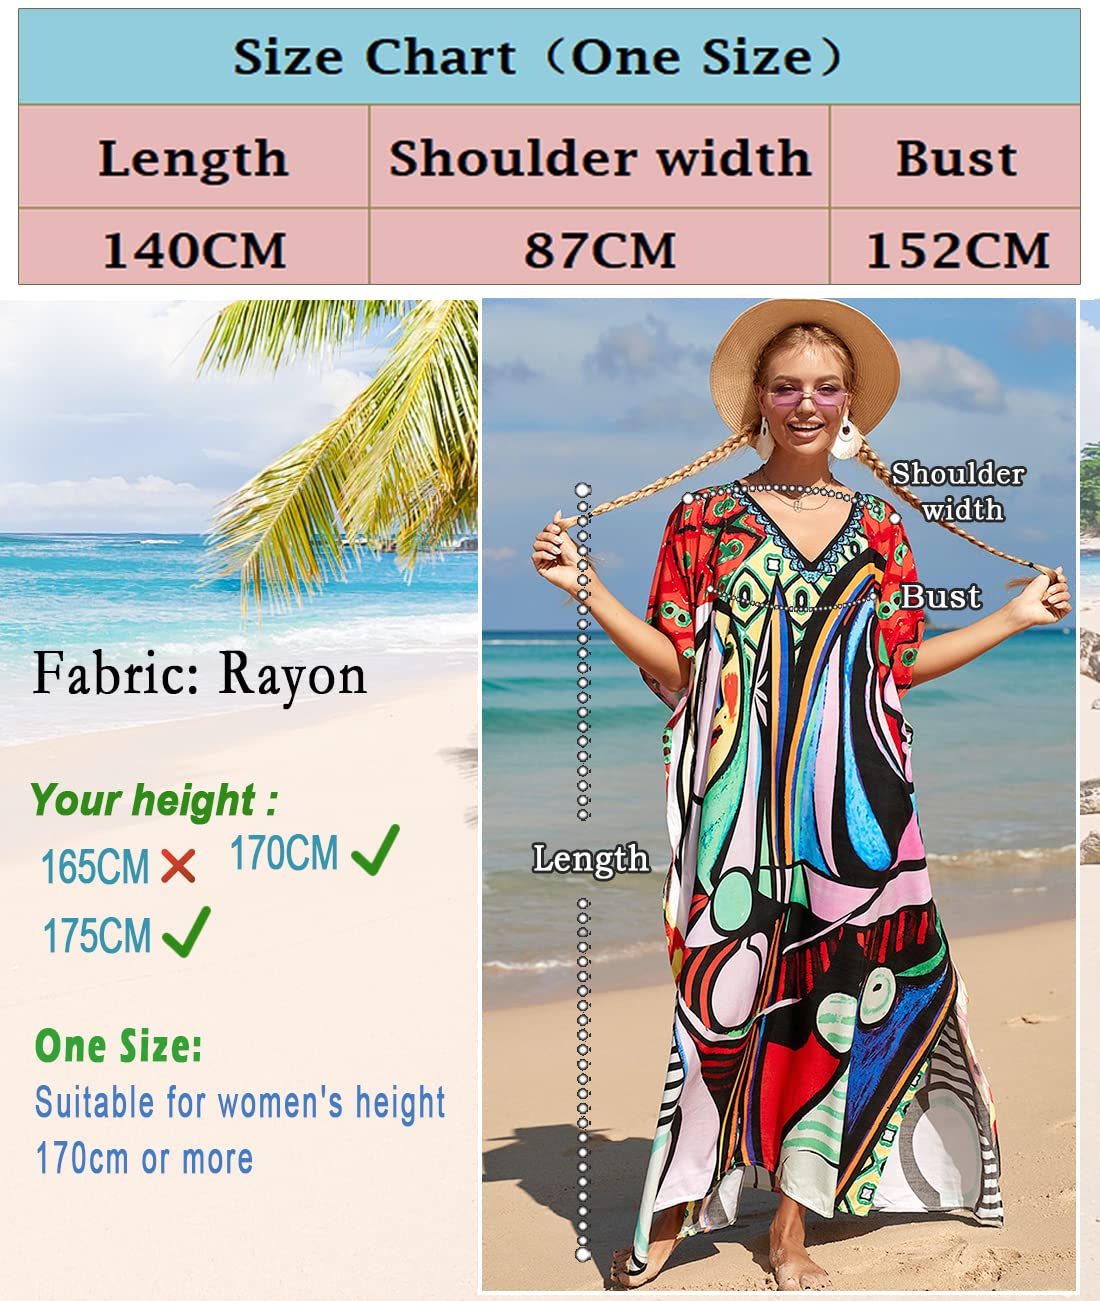 Size Chart（One Size）
Length Shoulder width Bust
140CM 87CM 152CM
Shoulder
width
Bust
Fabric: Rayon
Your height :
165CM ✗ 170CM ✓
175CM ✓
Length
One Size:
Suitable for women's height
170cm or more